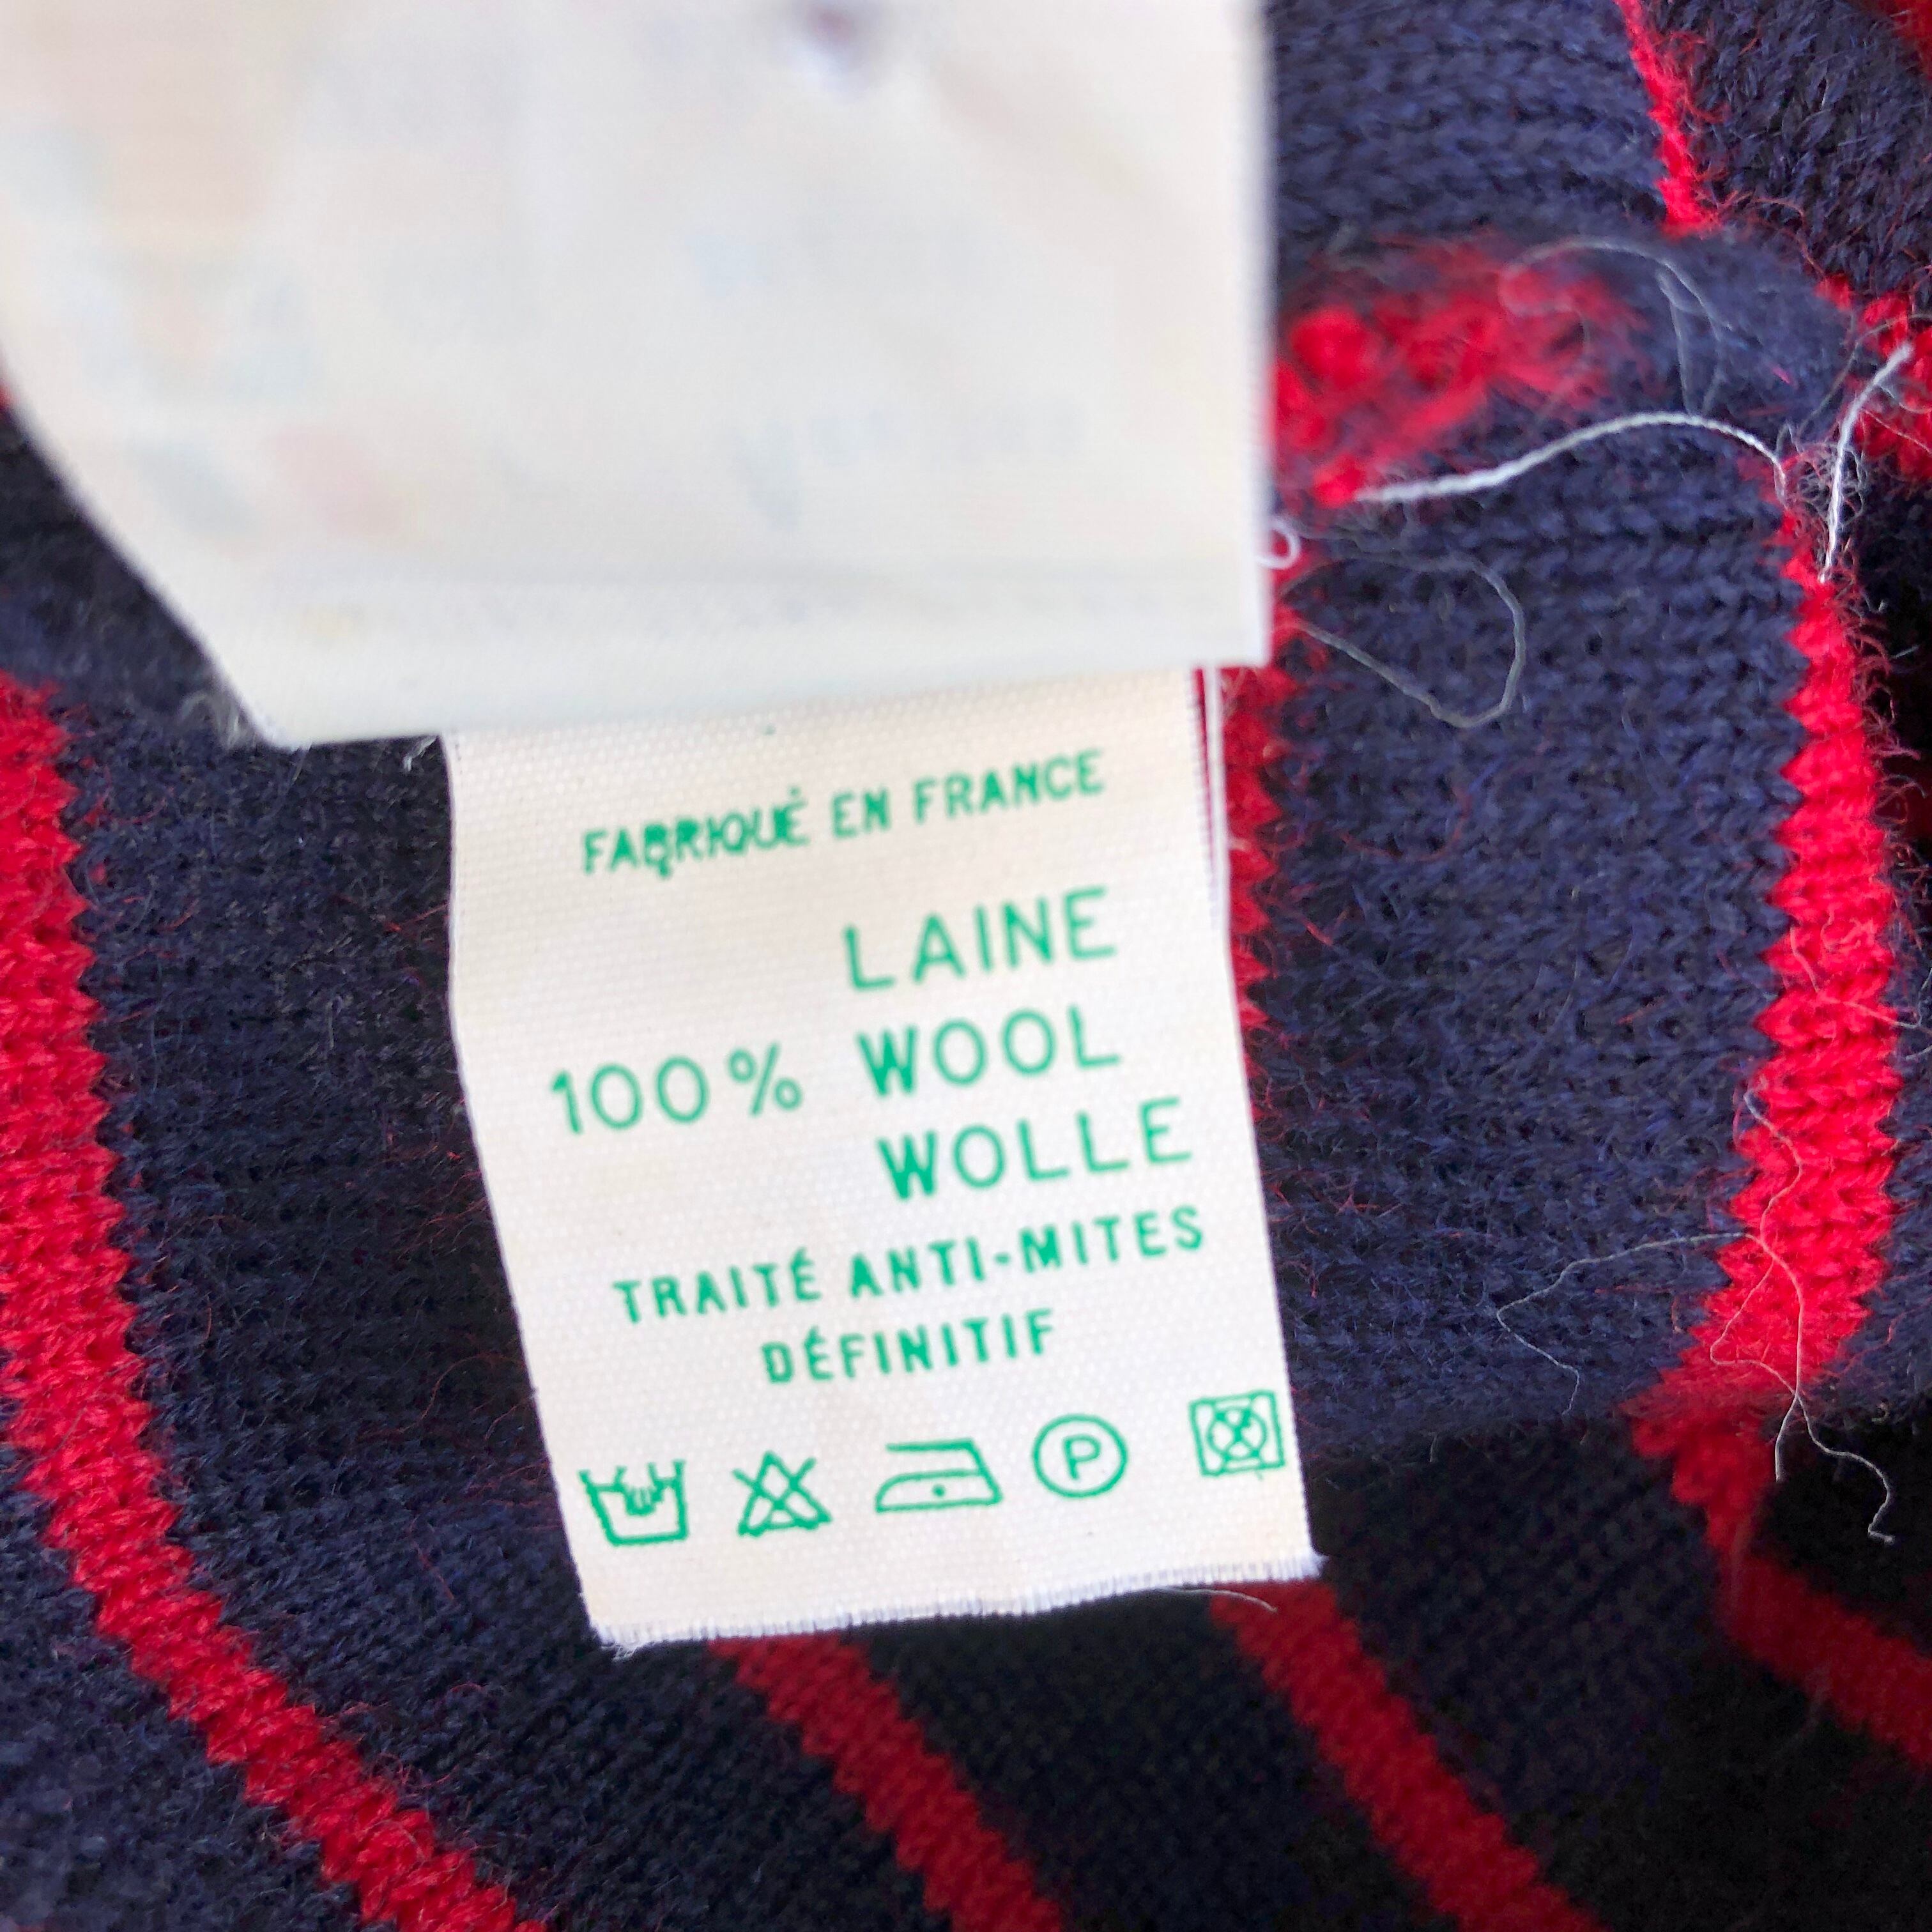 FABRIQUÉ EN FRANCE
LAINE
100% WOOL
WOLLE
TRAITÉ ANTI-MITES
DÉFINITIF
P